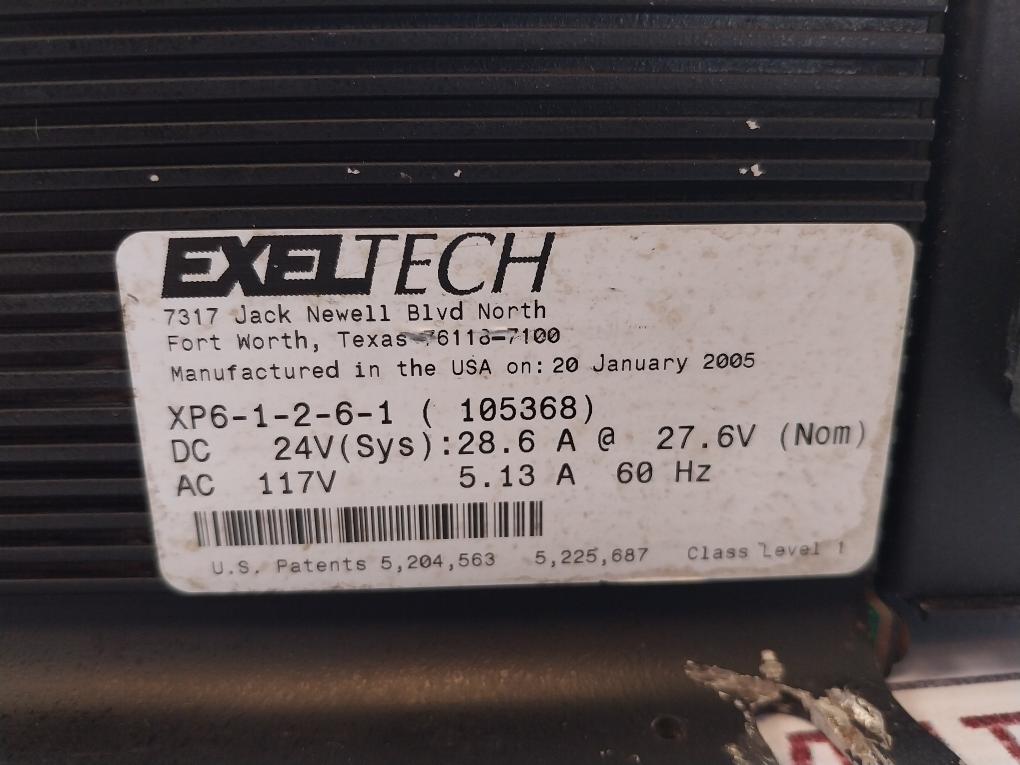 EXELTECH
7317 Jack Newell Blvd North
Fort Worth, Texas 76118-7100
Manufactured in the USA on: 20 January 2005
XP6-1-2-6-1 ( 105368)
DC 24V(Sys):28.6 A @ 27.6V (Nom)
AC 117V 5.13 A 60 Hz
U.S. Patents 5,204,563 5,225,687 Class Level 1